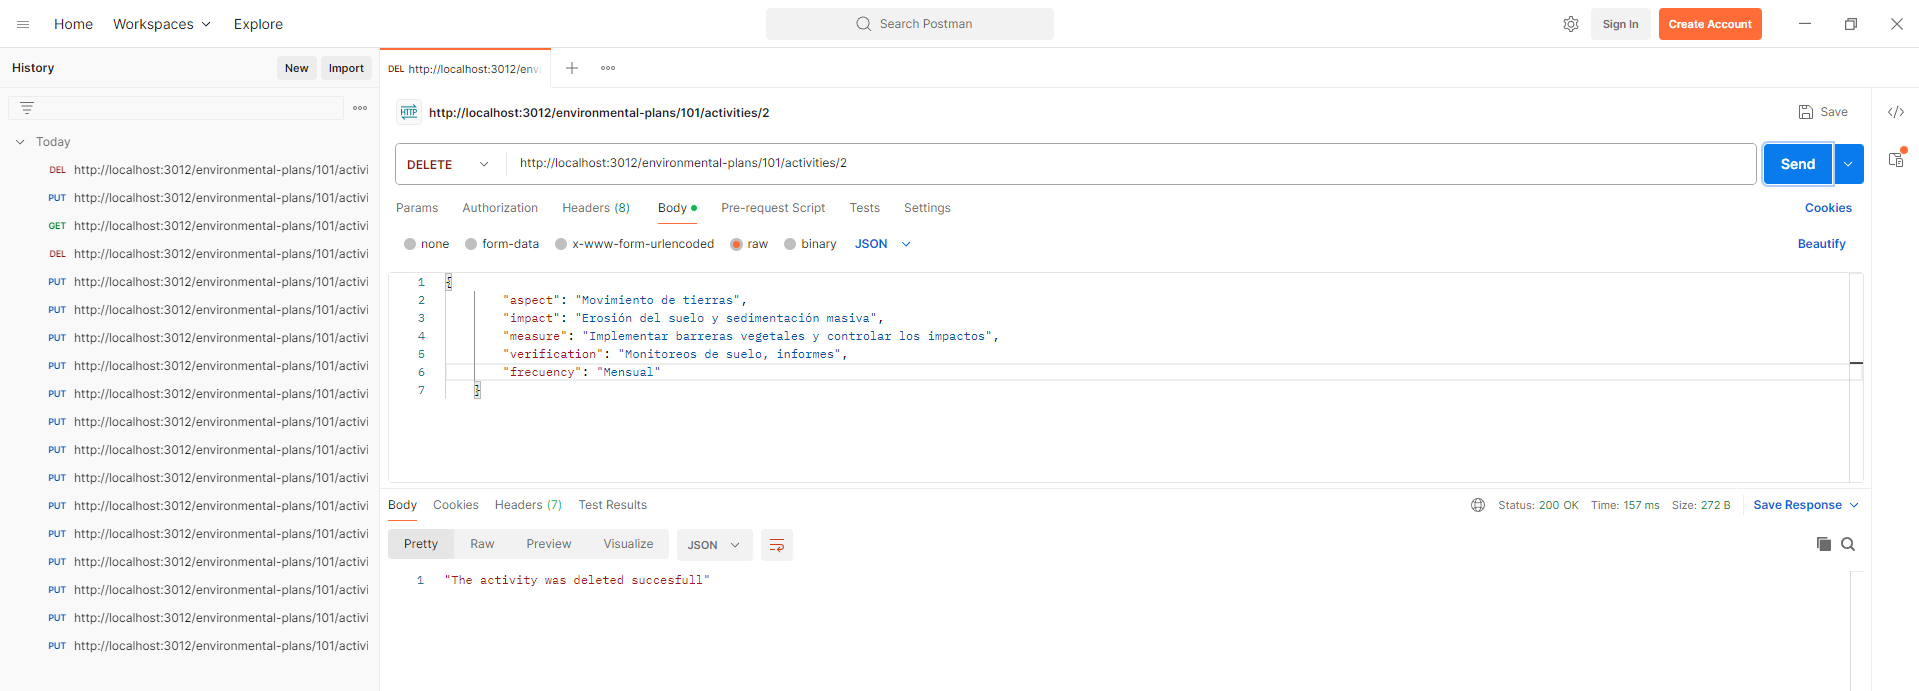 Home Workspaces Explore Search Postman Sign In Create Account
History New Import
DEL http://localhost:3012/env
http://localhost:3012/environmental-plans/101/activities/2 Save
Today
DEL http://localhost:3012/environmental-plans/101/activi
PUT http://localhost:3012/environmental-plans/101/activi
GET http://localhost:3012/environmental-plans/101/activi
DEL http://localhost:3012/environmental-plans/101/activi
PUT http://localhost:3012/environmental-plans/101/activi
PUT http://localhost:3012/environmental-plans/101/activi
PUT http://localhost:3012/environmental-plans/101/activi
PUT http://localhost:3012/environmental-plans/101/activi
PUT http://localhost:3012/environmental-plans/101/activi
PUT http://localhost:3012/environmental-plans/101/activi
PUT http://localhost:3012/environmental-plans/101/activi
PUT http://localhost:3012/environmental-plans/101/activi
PUT http://localhost:3012/environmental-plans/101/activi
PUT http://localhost:3012/environmental-plans/101/activi
PUT http://localhost:3012/environmental-plans/101/activi
PUT http://localhost:3012/environmental-plans/101/activi
PUT http://localhost:3012/environmental-plans/101/activi
PUT http://localhost:3012/environmental-plans/101/activi
HTTP
DELETE http://localhost:3012/environmental-plans/101/activities/2 Send
Params Authorization Headers (8) Body Pre-request Script Tests Settings Cookies
none form-data x-www-form-urlencoded raw binary JSON Beautify
1 {
2 "aspect": "Movimiento de tierras",
3 "impact": "Erosión del suelo y sedimentación masiva",
4 "measure": "Implementar barreras vegetales y controlar los impactos",
5 "verification": "Monitoreos de suelo, informes",
6 "frecuency": "Mensual"
7 }
Body Cookies Headers (7) Test Results Status: 200 OK Time: 157 ms Size: 272 B Save Response
Pretty Raw Preview Visualize JSON
1 "The activity was deleted succesfull"